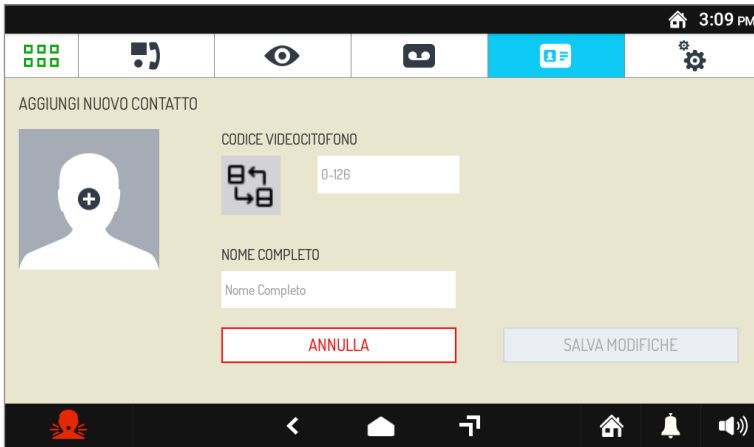 3:09 PM
AGGIUNGI NUOVO CONTATTO
CODICE VIDEOCITOFONO
0-126
NOME COMPLETO
Nome Completo
ANNULLA
SALVA MODIFICHE